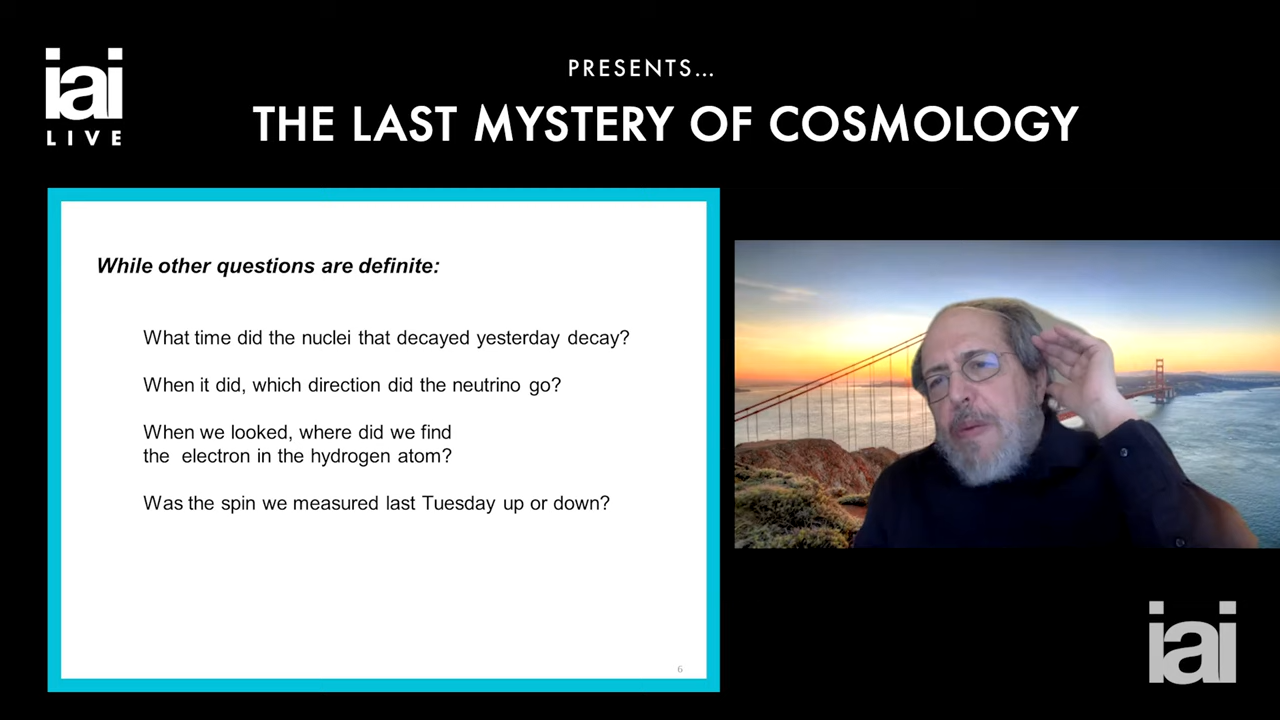 iai
LIVE
PRESENTS...
THE LAST MYSTERY OF COSMOLOGY
While other questions are definite:
What time did the nuclei that decayed yesterday decay?
When it did, which direction did the neutrino go?
When we looked, where did we find
the electron in the hydrogen atom?
Was the spin we measured last Tuesday up or down?
6
iai